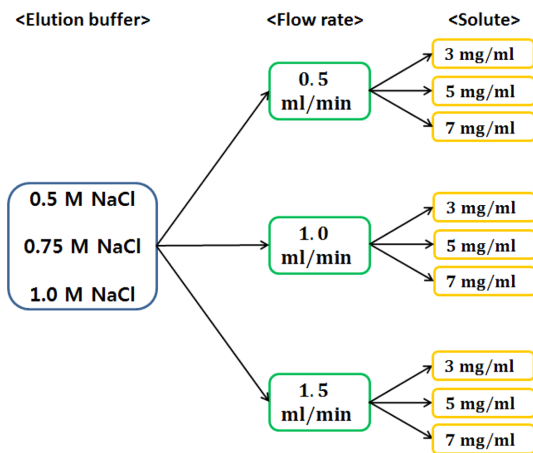 <Elution buffer>
<Flow rate>
<Solute>
0.5 M NaCl
0.75 M NaCl
1.0 M NaCl
0.5
ml/min
3 mg/ml
5 mg/ml
7 mg/ml
1.0
ml/min
3 mg/ml
5 mg/ml
7 mg/ml
1.5
ml/min
3 mg/ml
5 mg/ml
7 mg/ml